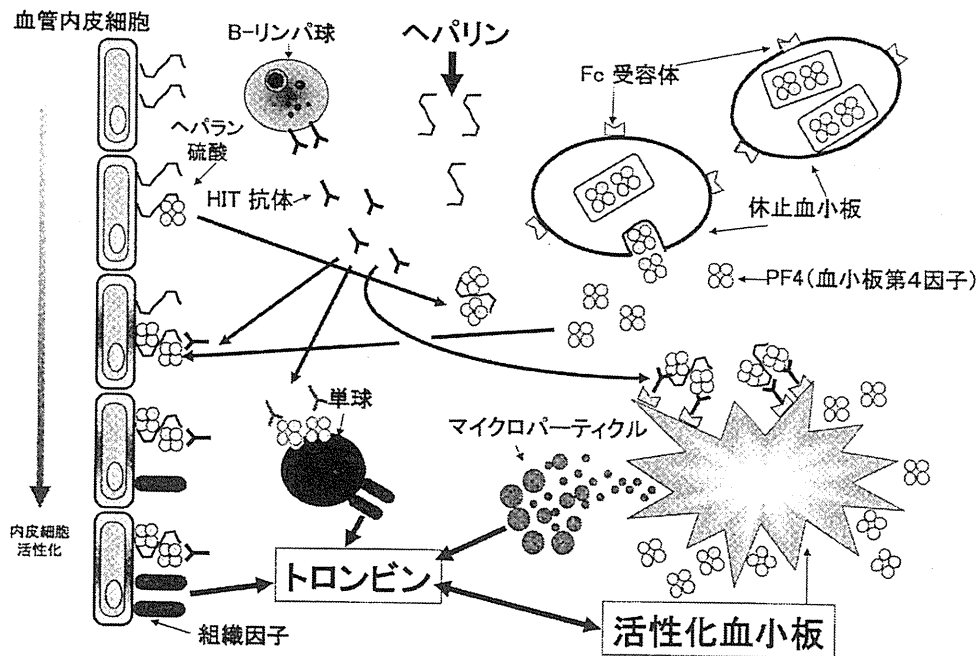 血管内皮細胞
B-リンパ球
ヘパリン
Fc 受容体
ヘパラン
硫酸
HIT 抗体
休止血小板
PF4(血小板第4因子)
単球
マイクロパーティクル
内皮細胞
活性化
トロンビン
組織因子
活性化血小板